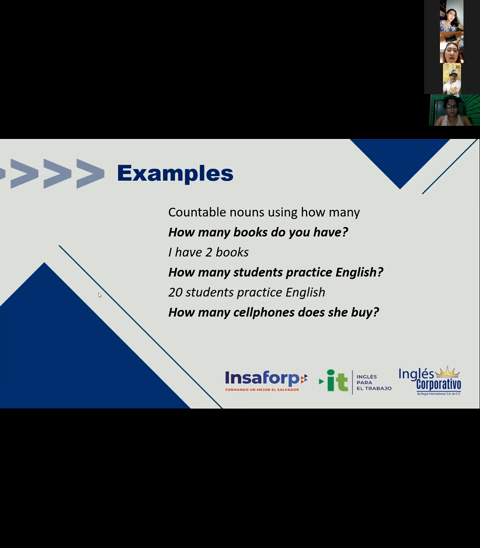 Examples
Countable nouns using how many
How many books do you have?
I have 2 books
How many students practice English?
20 students practice English
How many cellphones does she buy?
Insaforp
FORMANDO UN MEJOR EL SALVADOR
it
INGLÉS
PARA
EL TRABAJO
Inglés
Corporativo